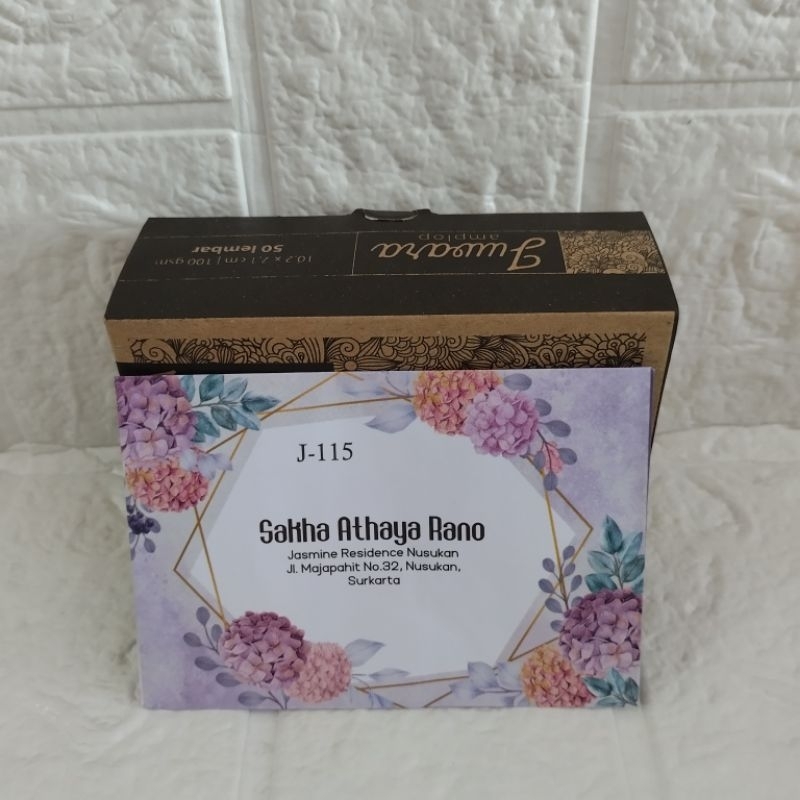 Juwara
amplop
10.2 x 7.1 cm | 100 gsm
50 lembar
J-115
Sakha Athaya Rano
Jasmine Residence Nusukan
Jl. Majapahit No.32, Nusukan,
Surkarta